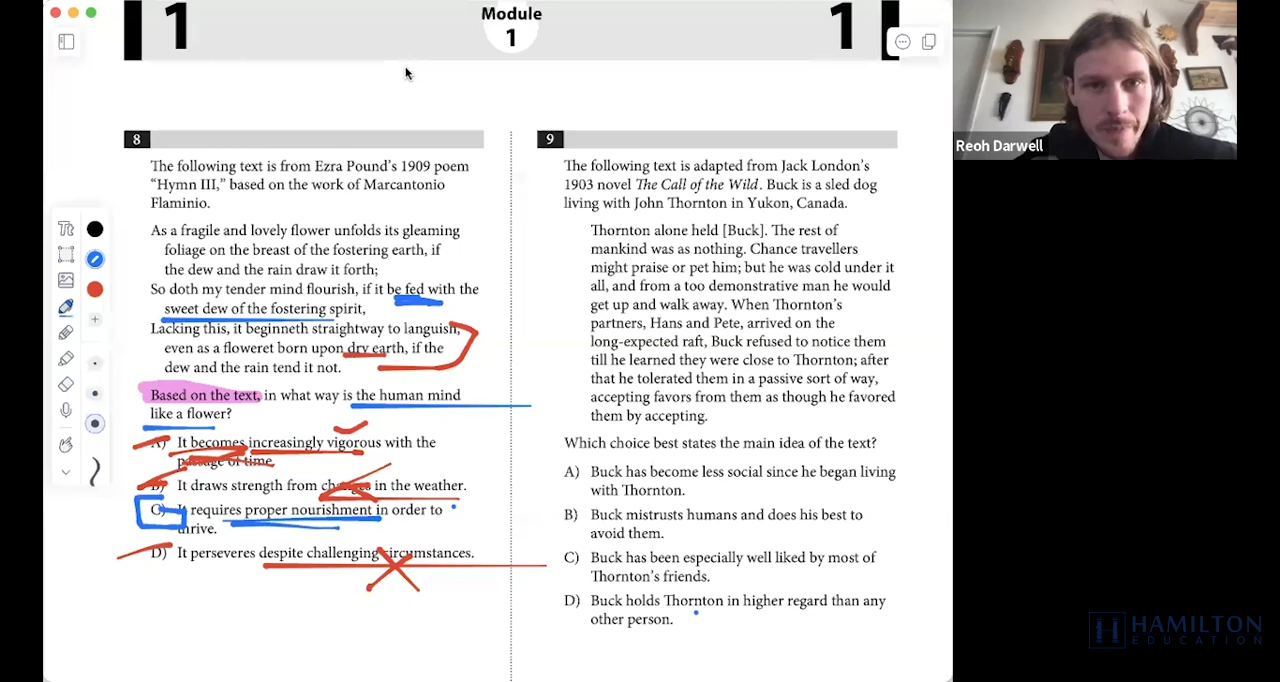 1
Module
1
1
8
The following text is from Ezra Pound's 1909 poem
“Hymn III,” based on the work of Marcantonio
Flaminio.
As a fragile and lovely flower unfolds its gleaming
foliage on the breast of the fostering earth, if
the dew and the rain draw it forth;
So doth my tender mind flourish, if it be fed with the
sweet dew of the fostering spirit,
Lacking this, it beginneth straightway to languish,
even as a floweret born upon dry earth, if the
dew and the rain tend it not.
Based on the text, in what way is the human mind
like a flower?
A) It becomes increasingly vigorous with the
passage of time.
B) It draws strength from changes in the weather.
C) It requires proper nourishment in order to
thrive.
D) It perseveres despite challenging circumstances.
9
The following text is adapted from Jack London's
1903 novel The Call of the Wild. Buck is a sled dog
living with John Thornton in Yukon, Canada.
Thornton alone held [Buck]. The rest of
mankind was as nothing. Chance travellers
might praise or pet him; but he was cold under it
all, and from a too demonstrative man he would
get up and walk away. When Thornton's
partners, Hans and Pete, arrived on the
long-expected raft, Buck refused to notice them
till he learned they were close to Thornton; after
that he tolerated them in a passive sort of way,
accepting favors from them as though he favored
them by accepting.
Which choice best states the main idea of the text?
A) Buck has become less social since he began living
with Thornton.
B) Buck mistrusts humans and does his best to
avoid them.
C) Buck has been especially well liked by most of
Thornton's friends.
D) Buck holds Thornton in higher regard than any
other person.
Reoh Darwell
HAMILTON
EDUCATION